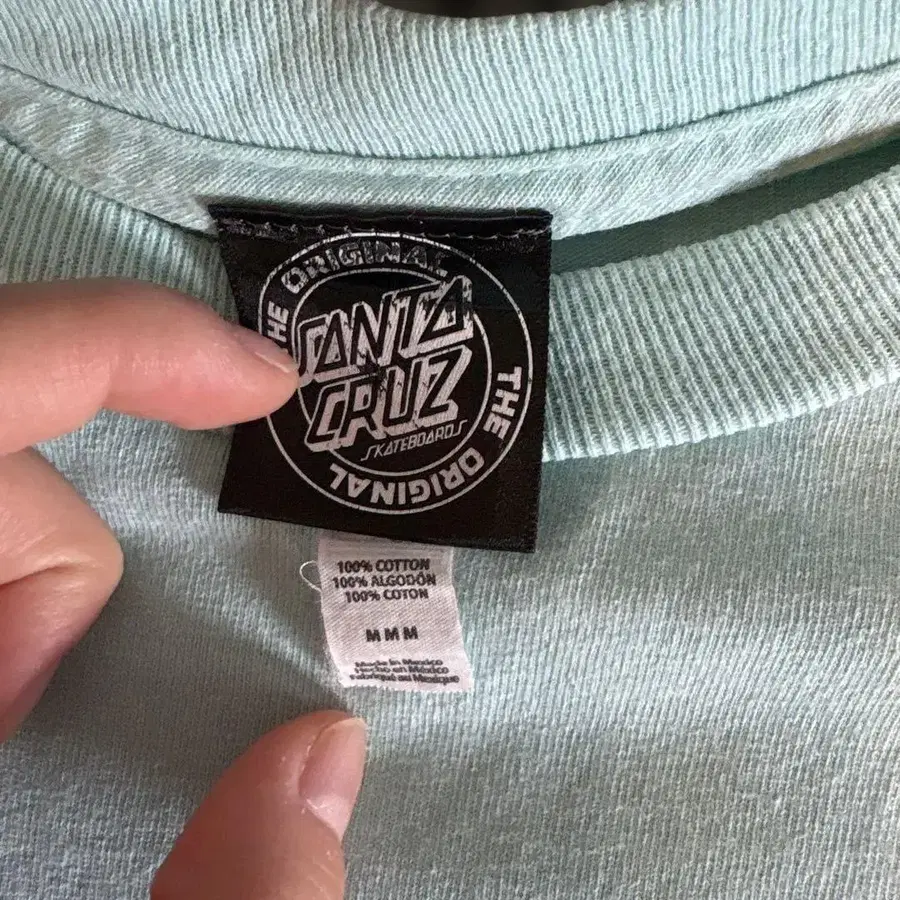 THE ORIGINAL
SANTA
CRUZ
SKATEBOARDS
THE ORIGINAL
100% COTTON
100% ALGODÓN
100% COTON
M M M
Made in Mexico
Hecho en México
Fabriqué au Mexique